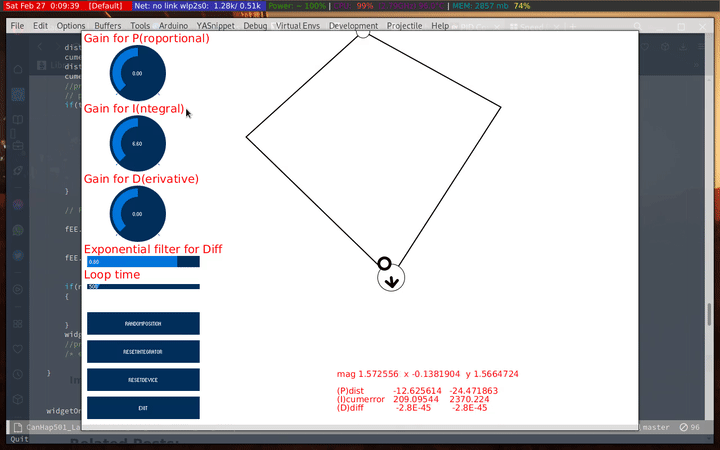 Sat Feb 27 0:09:39 [Default] Net: no link wlp2s0: 1.28k/ 0.51k Power: ~ 100% | 99% MEM: 2857 mb 74%
File Edit Options Buffers Tools Arduino YASnippet Debug Virtual Envs Development Projectile Help
dist
cume
dist
cume
//pr
// p
if(t
}
// F
fEE.
fEE.
if(n
{
}
widg
//pr
/* e
}
widgetOn
Gain for P(roportional)
0.00
Gain for I(ntegral)
6.60
Gain for D(erivative)
0.00
Exponential filter for Diff
0.00
Loop time
500
RANDOMPOSITION
RESETINTEGRATOR
RESETDEVICE
EXIT
mag 1.572556 x -0.1381904 y 1.5664724
(P)dist -12.625614 -24.471863
(I)cumerror 209.09544 2370.224
(D)diff -2.8E-45 -2.8E-45
CanHap501_La
master 96
Quit
Related Posts: